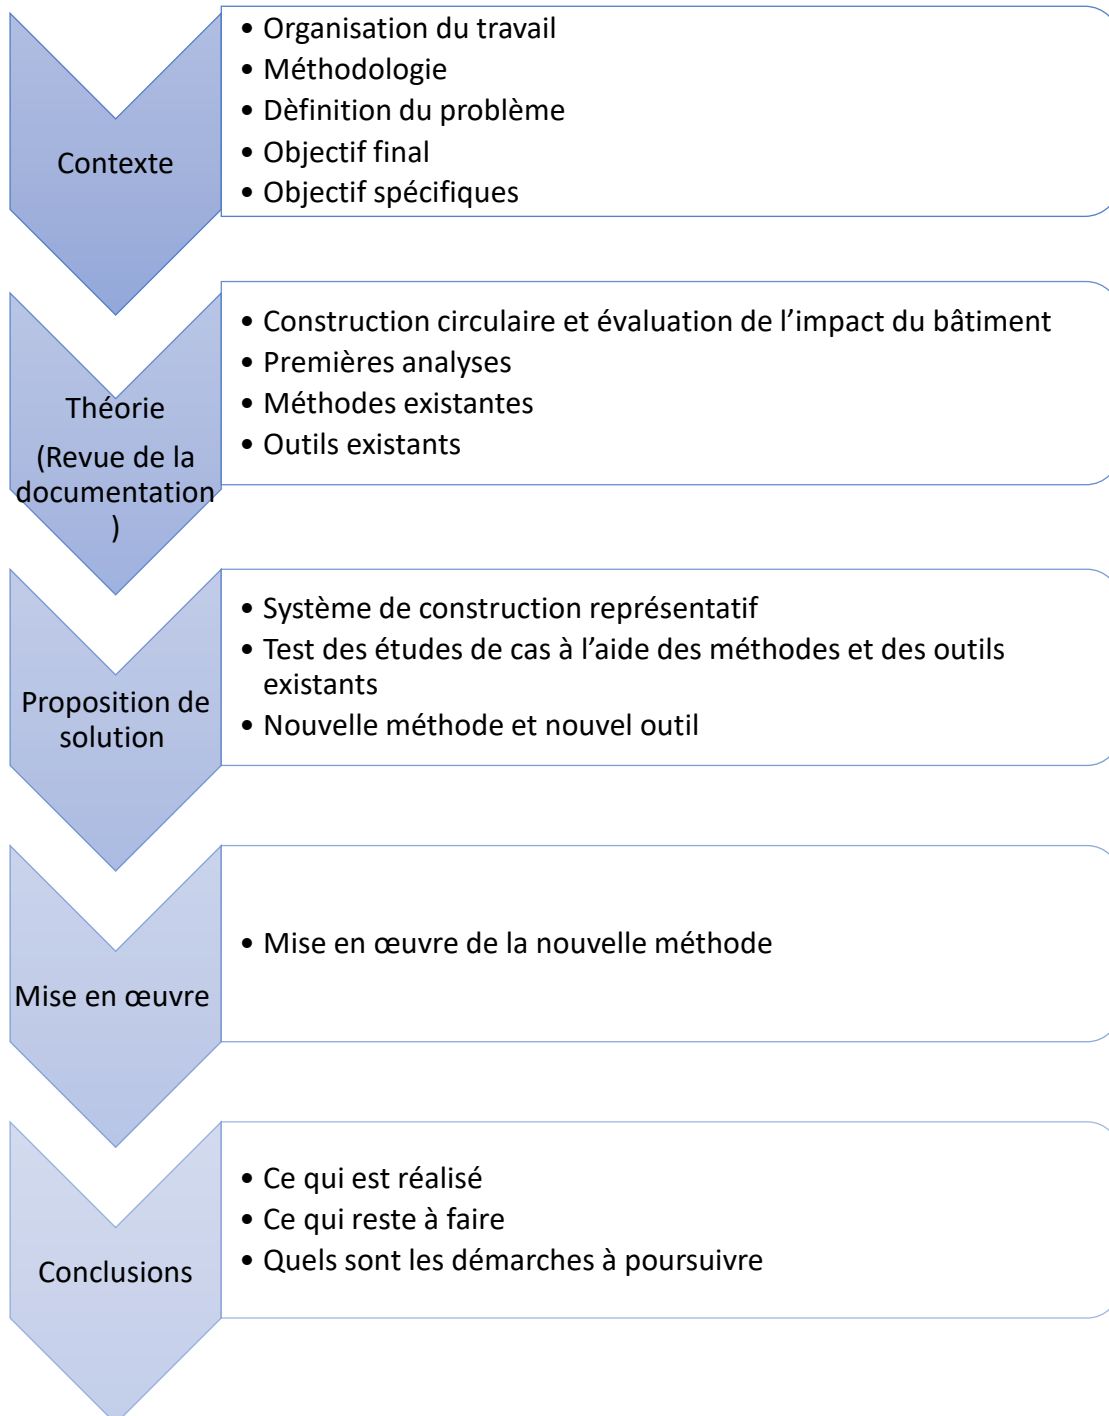 Contexte
• Organisation du travail
• Méthodologie
• Dèfinition du problème
• Objectif final
• Objectif spécifiques
Théorie
(Revue de la
documentation
)
• Construction circulaire et évaluation de l’impact du bâtiment
• Premières analyses
• Méthodes existantes
• Outils existants
Proposition de
solution
• Système de construction représentatif
• Test des études de cas à l’aide des méthodes et des outils
existants
• Nouvelle méthode et nouvel outil
Mise en œuvre
• Mise en œuvre de la nouvelle méthode
Conclusions
• Ce qui est réalisé
• Ce qui reste à faire
• Quels sont les démarches à poursuivre